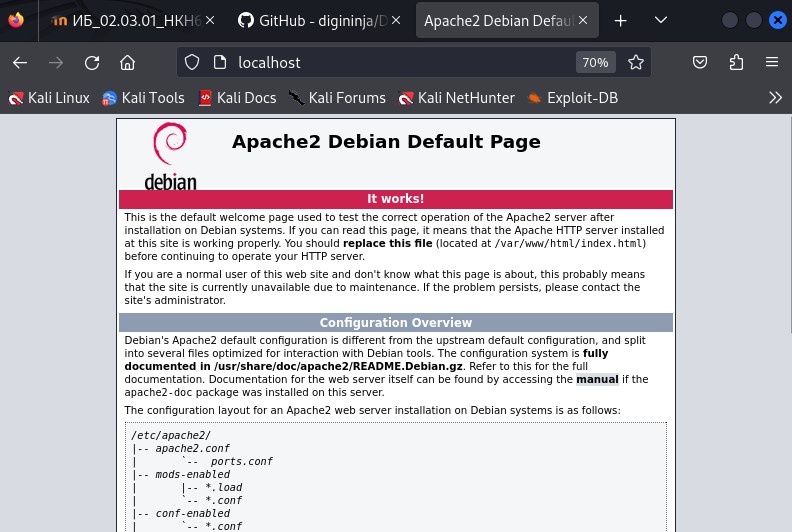 ИБ_02.03.01_НКНб
GitHub - digininja/D
Apache2 Debian Defaul
localhost
70%
Kali Linux
Kali Tools
Kali Docs
Kali Forums
Kali NetHunter
Exploit-DB
debian
Apache2 Debian Default Page
It works!
This is the default welcome page used to test the correct operation of the Apache2 server after
installation on Debian systems. If you can read this page, it means that the Apache HTTP server installed
at this site is working properly. You should replace this file (located at /var/www/html/index.html)
before continuing to operate your HTTP server.
If you are a normal user of this web site and don't know what this page is about, this probably means
that the site is currently unavailable due to maintenance. If the problem persists, please contact the
site's administrator.
Configuration Overview
Debian's Apache2 default configuration is different from the upstream default configuration, and split
into several files optimized for interaction with Debian tools. The configuration system is fully
documented in /usr/share/doc/apache2/README.Debian.gz. Refer to this for the full
documentation. Documentation for the web server itself can be found by accessing the manual if the
apache2-doc package was installed on this server.
The configuration layout for an Apache2 web server installation on Debian systems is as follows:
/etc/apache2/
|-- apache2.conf
|       `--  ports.conf
|-- mods-enabled
|       |-- *.load
|       `-- *.conf
|-- conf-enabled
|       `-- *.conf